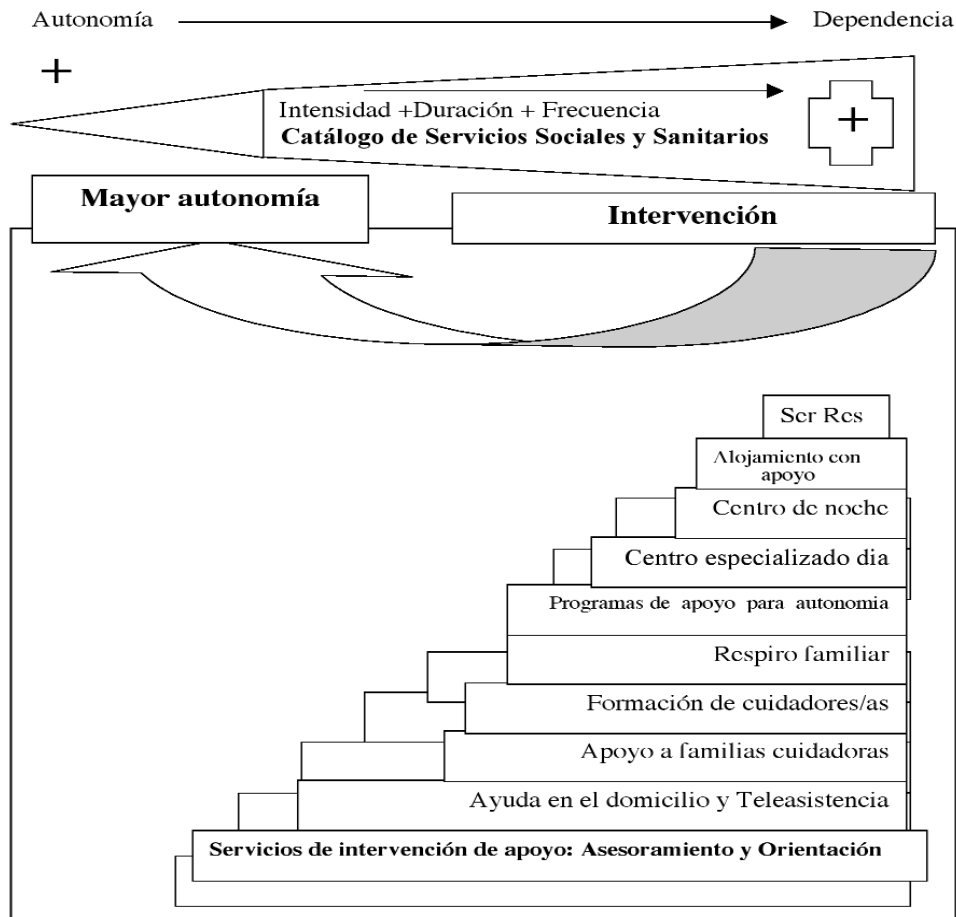 Autonomía
Dependencia
+
Intensidad +Duración + Frecuencia
Catálogo de Servicios Sociales y Sanitarios
+
Mayor autonomía
Intervención
Ser Res
Alojamiento con
apoyo
Centro de noche
Centro especializado dia
Programas de apoyo para autonomia
Respiro familiar
Formación de cuidadores/as
Apoyo a familias cuidadoras
Ayuda en el domicilio y Teleasistencia
Servicios de intervención de apoyo: Asesoramiento y Orientación